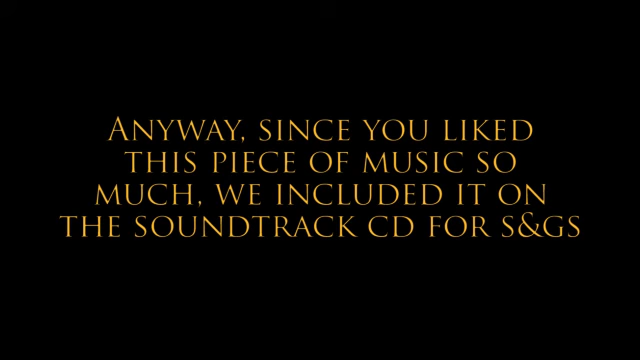 Anyway, since you liked
this piece of music so
much, we included it on
the soundtrack CD for S&GS